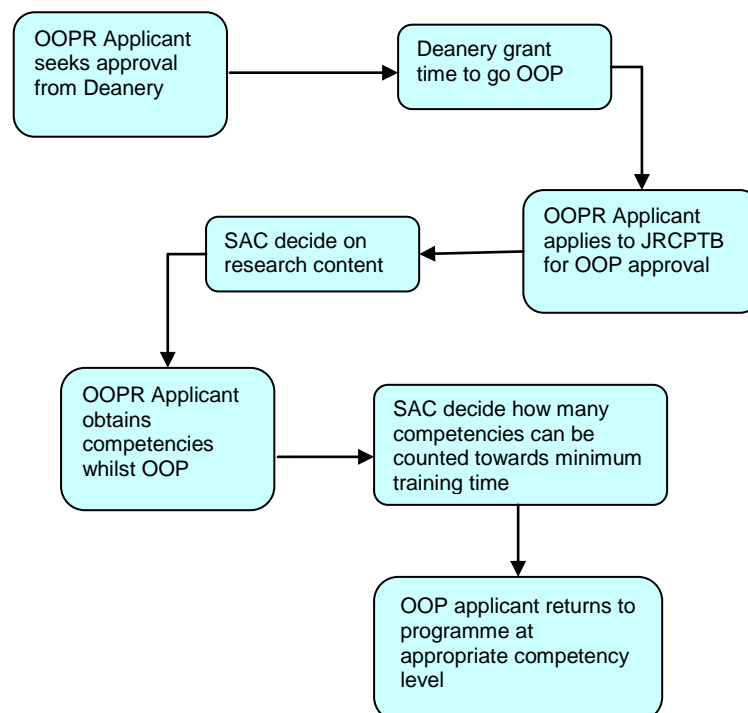 OOPR Applicant
seeks approval
from Deanery
Deanery grant
time to go OOP
OOPR Applicant
applies to JRCPTB
for OOP approval
SAC decide on
research content
OOPR Applicant
obtains
competencies
whilst OOP
SAC decide how many
competencies can be
counted towards minimum
training time
OOP applicant returns to
programme at
appropriate competency
level